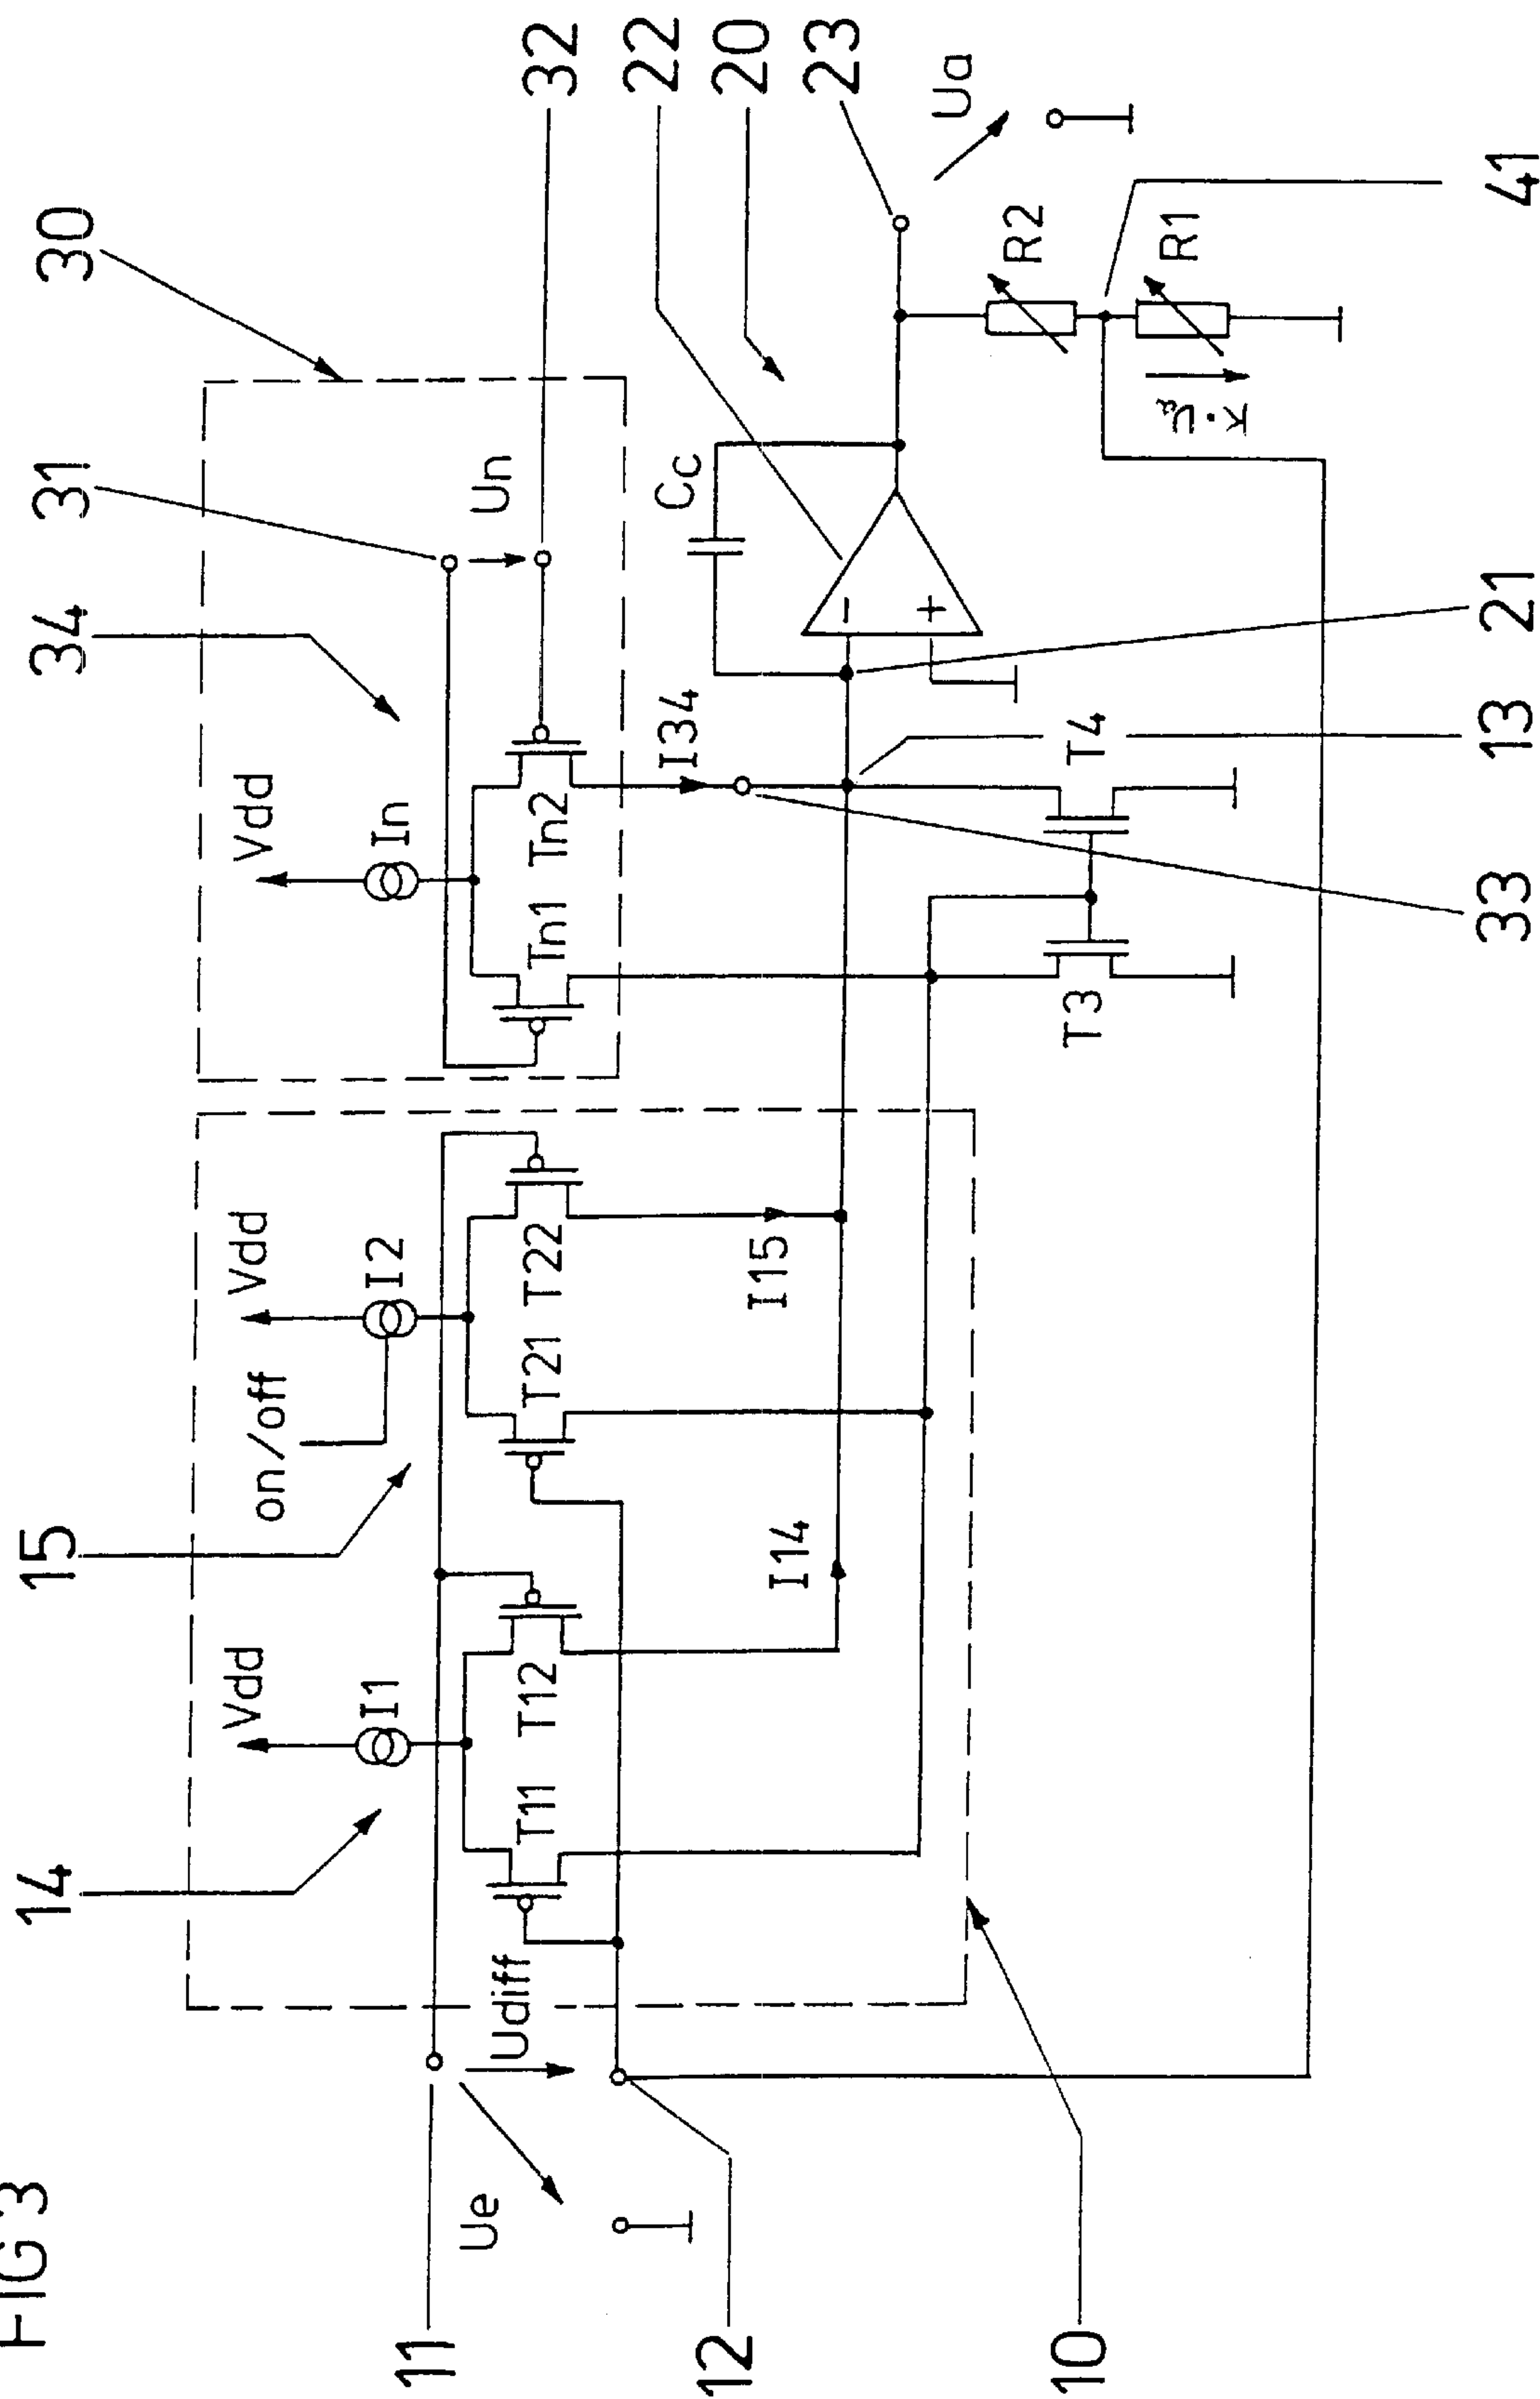 FIG 3
14
15
34
31
30
Vdd
on/off
Vdd
Vdd
I1
I2
In
Un
11
Ue
Udiff
T11
T12
T21
T22
Tn1
Tn2
32
I14
I15
I34
Cc
22
20
23
Ua
−
+
12
10
T3
T4
R2
R1
K·Ua
33
13
21
41